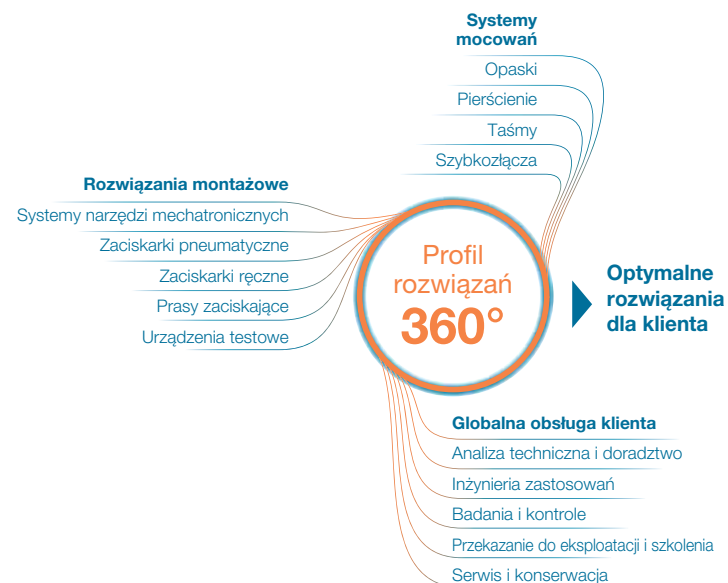 Systemy
mocowań
Opaski
Pierścienie
Taśmy
Szybkozłącza
Rozwiązania montażowe
Systemy narzędzi mechatronicznych
Zaciskarki pneumatyczne
Zaciskarki ręczne
Prasy zaciskające
Urządzenia testowe
Profil
rozwiązań
360°
Optymalne
rozwiązania
dla klienta
Globalna obsługa klienta
Analiza techniczna i doradztwo
Inżynieria zastosowań
Badania i kontrole
Przekazanie do eksploatacji i szkolenia
Serwis i konserwacja